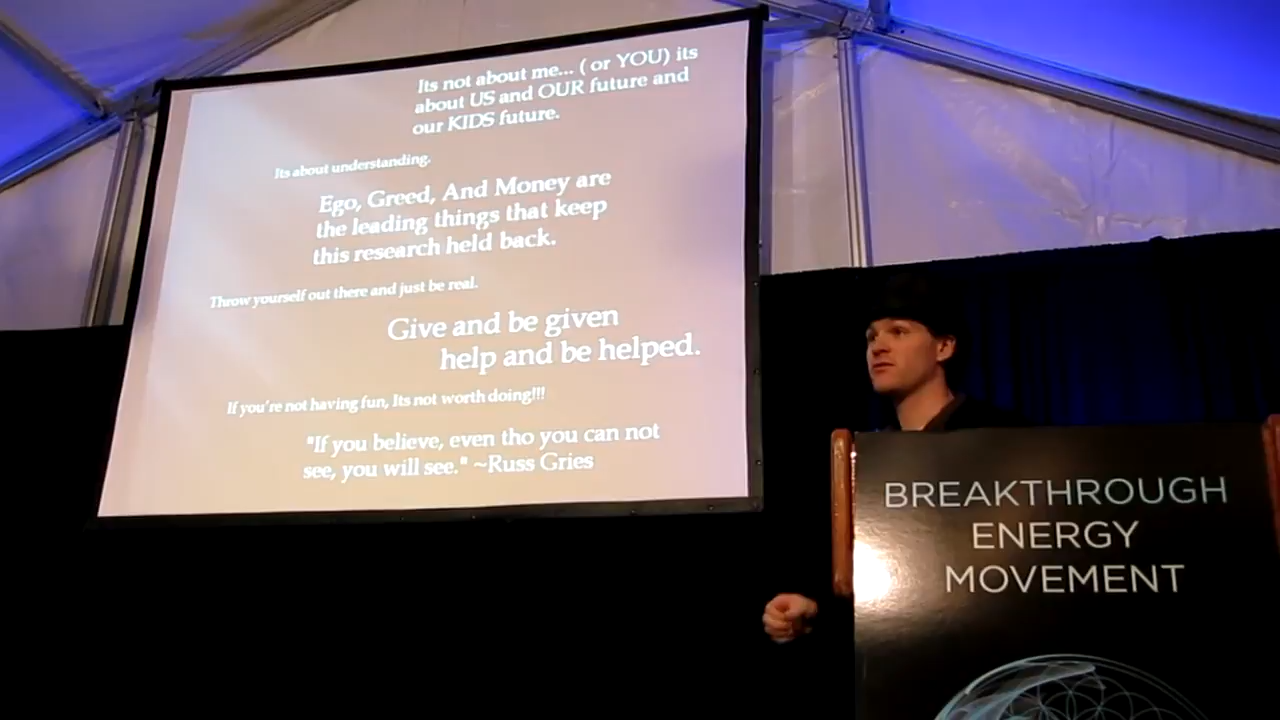 Its not about me... ( or YOU) its
about US and OUR future and
our KIDS future.
Its about understanding.
Ego, Greed, And Money are
the leading things that keep
this research held back.
Throw yourself out there and just be real.
Give and be given
help and be helped.
If you're not having fun, Its not worth doing!!!
"If you believe, even tho you can not
see, you will see." ~Russ Gries
BREAKTHROUGH
ENERGY
MOVEMENT